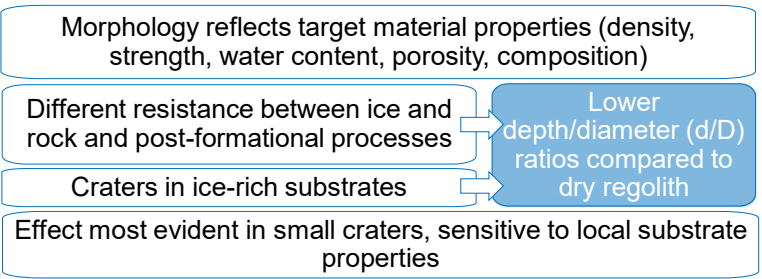 Morphology reflects target material properties (density,
strength, water content, porosity, composition)
Different resistance between ice and
rock and post-formational processes
Craters in ice-rich substrates
Lower
depth/diameter (d/D)
ratios compared to
dry regolith
Effect most evident in small craters, sensitive to local substrate
properties